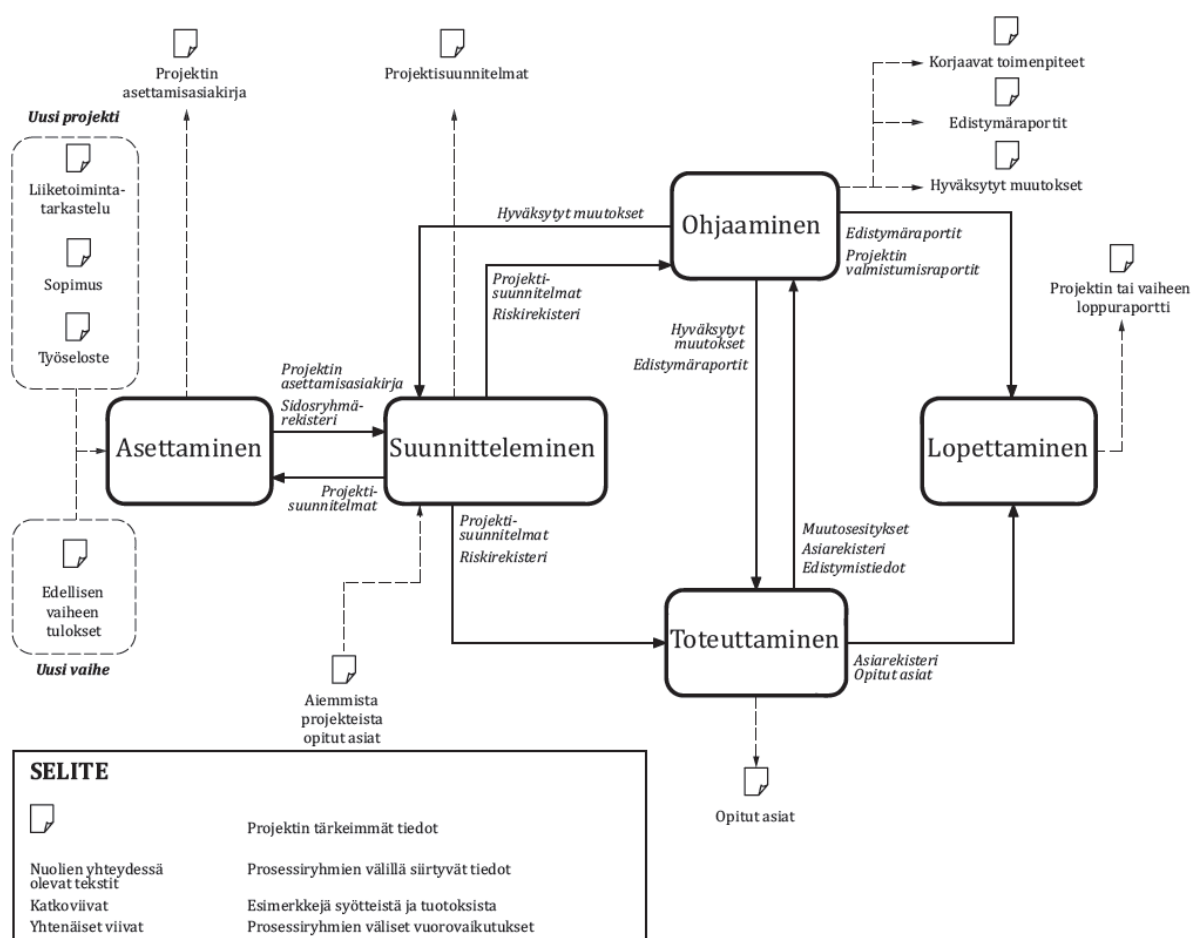 Projektin
asettamisasiakirja
Projektisuunnitelmat
Korjaavat toimenpiteet
Edistymäraportit
Hyväksytyt muutokset
Uusi projekti
Liiketoiminta-
tarkastelu
Sopimus
Työseloste
Hyväksytyt muutokset
Ohjaaminen
Edistymäraportit
Projektin
valmistumisraportit
Projekti-
suunnitelmat
Riskirekisteri
Projektin tai vaiheen
loppuraportti
Hyväksytyt
muutokset
Edistymäraportit
Projektin
asettamisasiakirja
Sidosryhmä-
rekisteri
Asettaminen
Suunnitteleminen
Lopettaminen
Projekti-
suunnitelmat
Projekti-
suunnitelmat
Riskirekisteri
Muutosesitykset
Asiarekisteri
Edistymistiedot
Edellisen
vaiheen
tulokset
Uusi vaihe
Toteuttaminen
Asiarekisteri
Opitut asiat
Aiemmista
projekteista
opitut asiat
Opitut asiat
SELITE
Projektin tärkeimmät tiedot
Nuolien yhteydessä
olevat tekstit
Prosessiryhmien välillä siirtyvät tiedot
Katkoviivat
Esimerkkejä syötteistä ja tuotoksista
Yhtenäiset viivat
Prosessiryhmien väliset vuorovaikutukset